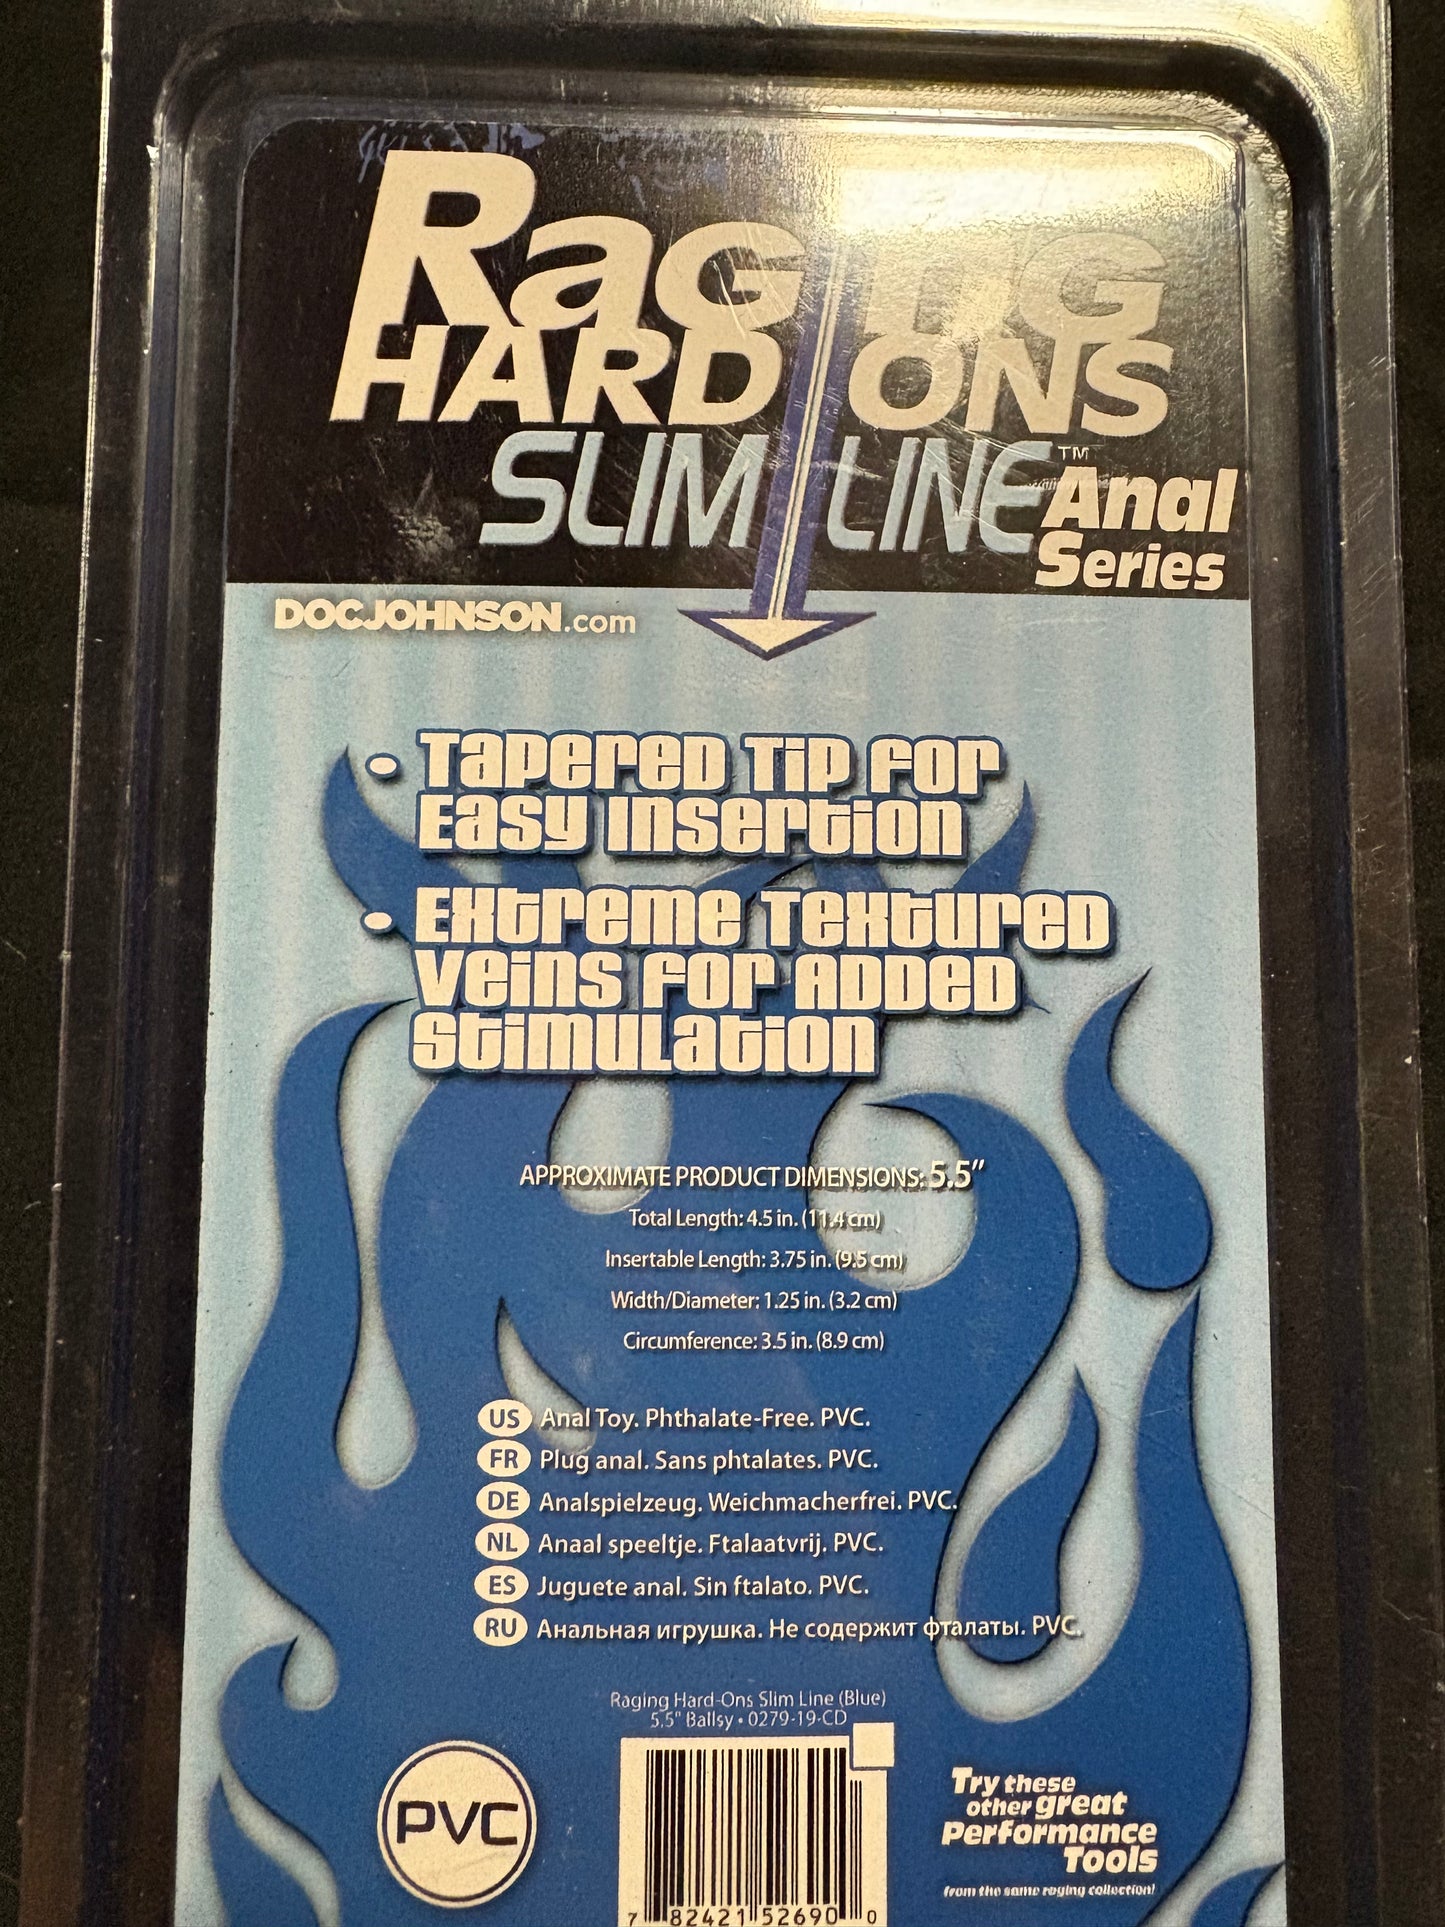 Raging
HARD ONS
SLIM LINE™ Anal
Series
DOCJOHNSON.com
• Tapered Tip for
Easy Insertion
• Extreme Textured
Veins for Added
Stimulation
APPROXIMATE PRODUCT DIMENSIONS: 5.5"
Total Length: 4.5 in. (11.4 cm)
Insertable Length: 3.75 in. (9.5 cm)
Width/Diameter: 1.25 in. (3.2 cm)
Circumference: 3.5 in. (8.9 cm)
US Anal Toy. Phthalate-Free. PVC.
FR Plug anal. Sans phtalates. PVC.
DE Analspielzeug. Weichmacherfrei. PVC.
NL Anaal speeltje. Ftalaatvrij. PVC.
ES Juguete anal. Sin ftalato. PVC.
RU Анальная игрушка. Не содержит фталаты. PVC.
Raging Hard-Ons Slim Line (Blue)
5.5" Ballsy • 0279-19-CD
PVC
7 82421 52690 0
Try these
other great
Performance
Tools
from the same raging collection!